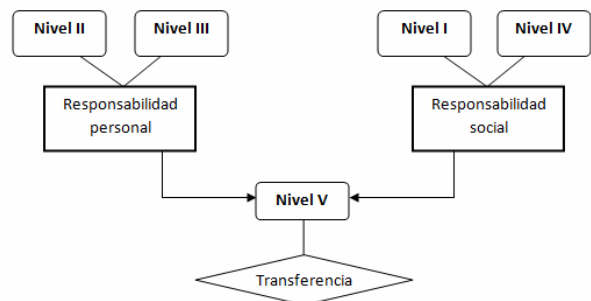 Nivel II
Nivel III
Nivel I
Nivel IV
Responsabilidad
personal
Responsabilidad
social
Nivel V
Transferencia